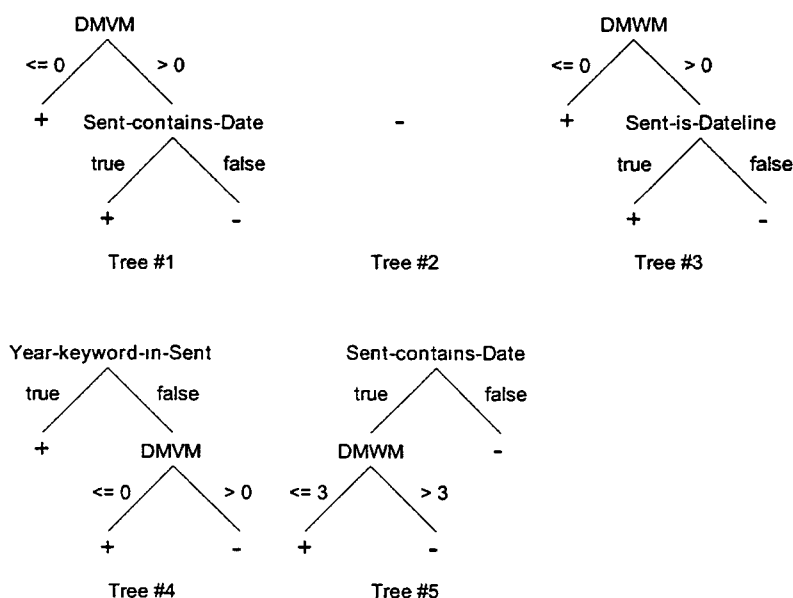 DMVM DMWM
<= 0 > 0 <= 0 > 0
+ Sent-contains-Date - + Sent-is-Dateline
true false true false
+ - + -
Tree #1 Tree #2 Tree #3
Year-keyword-in-Sent Sent-contains-Date
true false true false
+ DMVM DMWM -
<= 0 > 0 <= 3 > 3
+ - + -
Tree #4 Tree #5